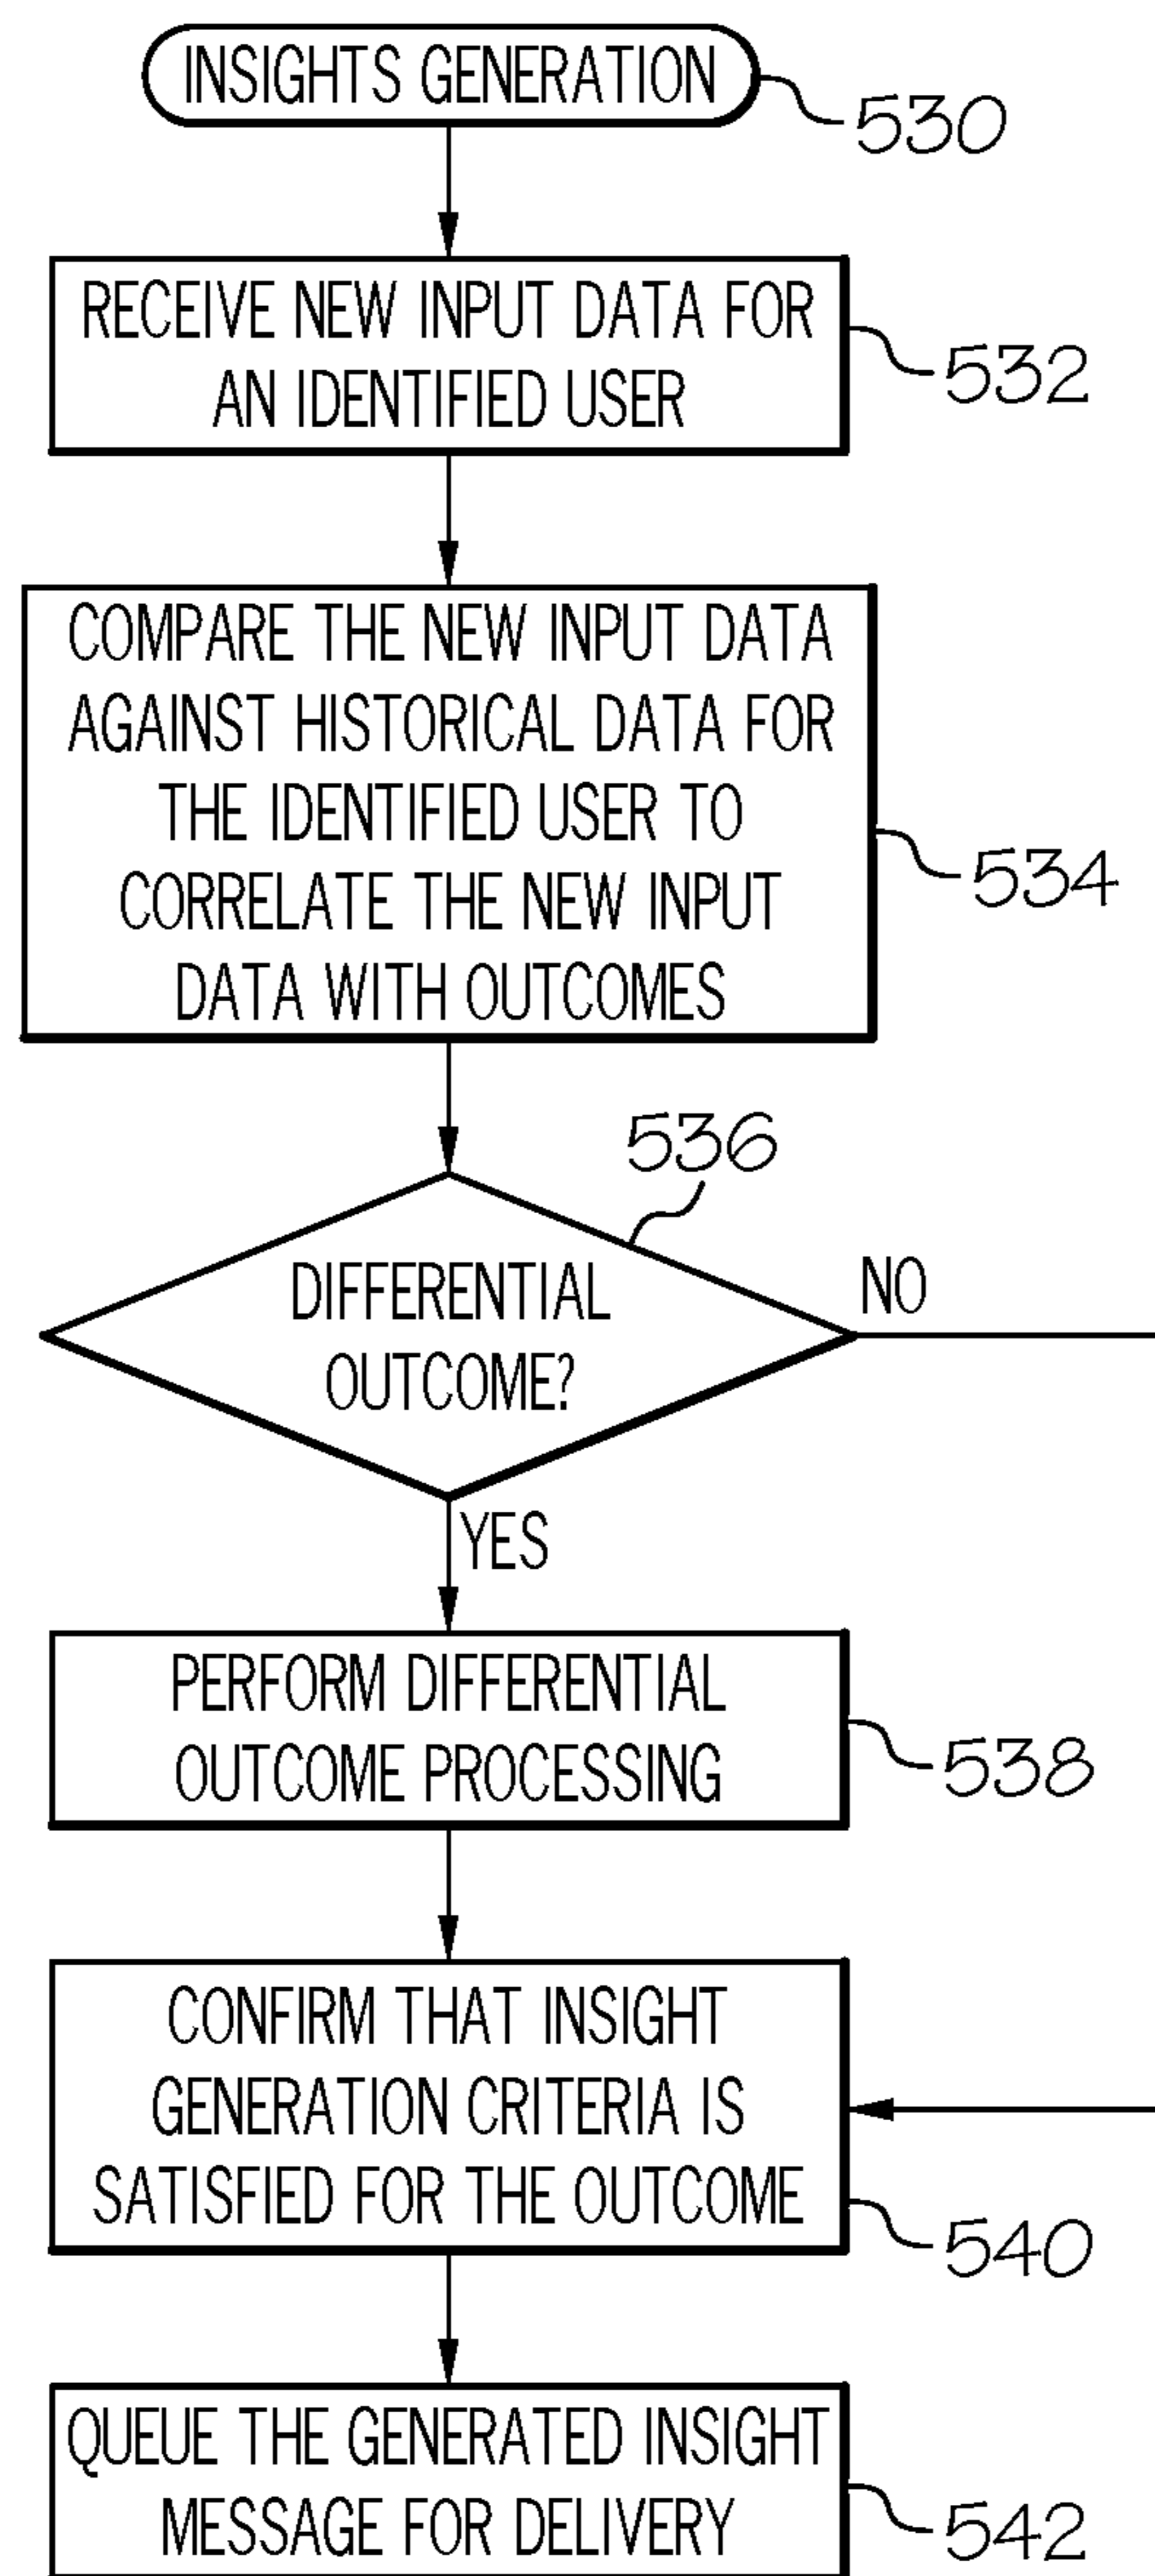 INSIGHTS GENERATION
530
RECEIVE NEW INPUT DATA FOR
AN IDENTIFIED USER
532
COMPARE THE NEW INPUT DATA
AGAINST HISTORICAL DATA FOR
THE IDENTIFIED USER TO
CORRELATE THE NEW INPUT
DATA WITH OUTCOMES
534
536
DIFFERENTIAL
OUTCOME?
NO
YES
PERFORM DIFFERENTIAL
OUTCOME PROCESSING
538
CONFIRM THAT INSIGHT
GENERATION CRITERIA IS
SATISFIED FOR THE OUTCOME
540
QUEUE THE GENERATED INSIGHT
MESSAGE FOR DELIVERY
542